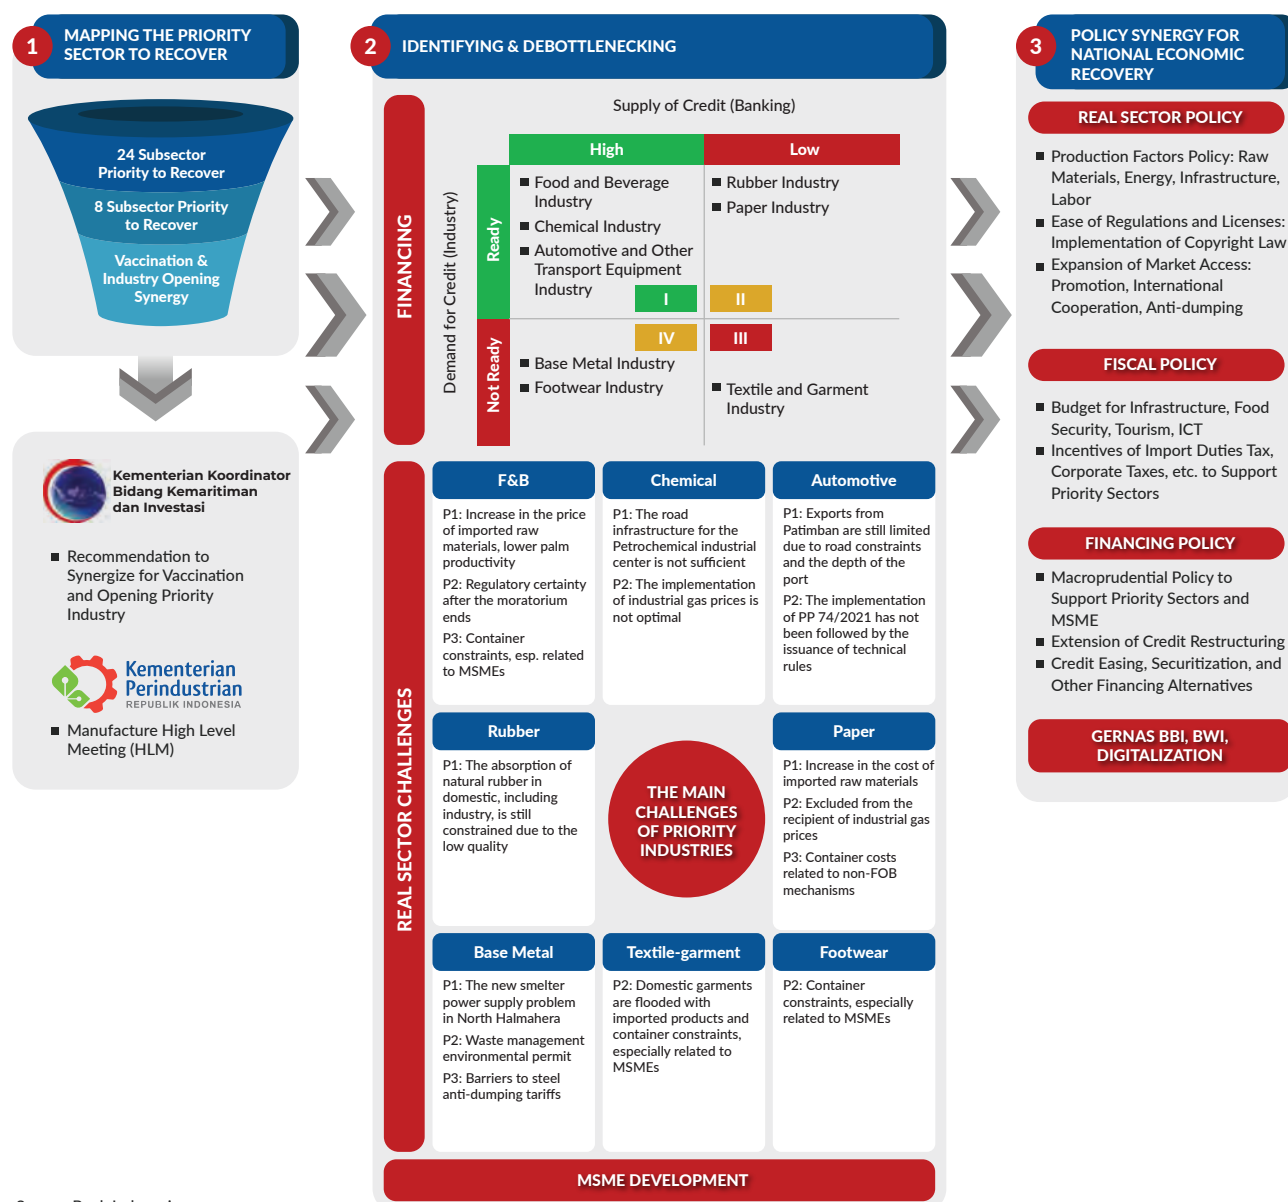 1
MAPPING THE PRIORITY
SECTOR TO RECOVER
24 Subsector
Priority to Recover
8 Subsector Priority
to Recover
Vaccination &
Industry Opening
Synergy
Kementerian Koordinator
Bidang Kemaritiman
dan Investasi
Recommendation to
Synergize for Vaccination
and Opening Priority
Industry
Kementerian
Perindustrian
REPUBLIK INDONESIA
Manufacture High Level
Meeting (HLM)
2
IDENTIFYING & DEBOTTLENECKING
FINANCING
Supply of Credit (Banking)
Demand for Credit (Industry)
High
Low
Ready
Food and Beverage
Industry
Chemical Industry
Automotive and Other
Transport Equipment
Industry
I
Rubber Industry
Paper Industry
II
Not Ready
IV
Base Metal Industry
Footwear Industry
III
Textile and Garment
Industry
REAL SECTOR CHALLENGES
F&B
P1: Increase in the price
of imported raw
materials, lower palm
productivity
P2: Regulatory certainty
after the moratorium
ends
P3: Container
constraints, esp. related
to MSMEs
Chemical
P1: The road
infrastructure for the
Petrochemical industrial
center is not sufficient
P2: The implementation
of industrial gas prices is
not optimal
Automotive
P1: Exports from
Patimban are still limited
due to road constraints
and the depth of the
port
P2: The implementation
of PP 74/2021 has not
been followed by the
issuance of technical
rules
Rubber
P1: The absorption of
natural rubber in
domestic, including
industry, is still
constrained due to the
low quality
THE MAIN
CHALLENGES
OF PRIORITY
INDUSTRIES
Paper
P1: Increase in the cost of
imported raw materials
P2: Excluded from the
recipient of industrial gas
prices
P3: Container costs
related to non-FOB
mechanisms
Base Metal
P1: The new smelter
power supply problem
in North Halmahera
P2: Waste management
environmental permit
P3: Barriers to steel
anti-dumping tariffs
Textile-garment
P2: Domestic garments
are flooded with
imported products and
container constraints,
especially related to
MSMEs
Footwear
P2: Container
constraints, especially
related to MSMEs
MSME DEVELOPMENT
3
POLICY SYNERGY FOR
NATIONAL ECONOMIC
RECOVERY
REAL SECTOR POLICY
Production Factors Policy: Raw
Materials, Energy, Infrastructure,
Labor
Ease of Regulations and Licenses:
Implementation of Copyright Law
Expansion of Market Access:
Promotion, International
Cooperation, Anti-dumping
FISCAL POLICY
Budget for Infrastructure, Food
Security, Tourism, ICT
Incentives of Import Duties Tax,
Corporate Taxes, etc. to Support
Priority Sectors
FINANCING POLICY
Macroprudential Policy to
Support Priority Sectors and
MSME
Extension of Credit Restructuring
Credit Easing, Securitization, and
Other Financing Alternatives
GERNAS BBI, BWI,
DIGITALIZATION